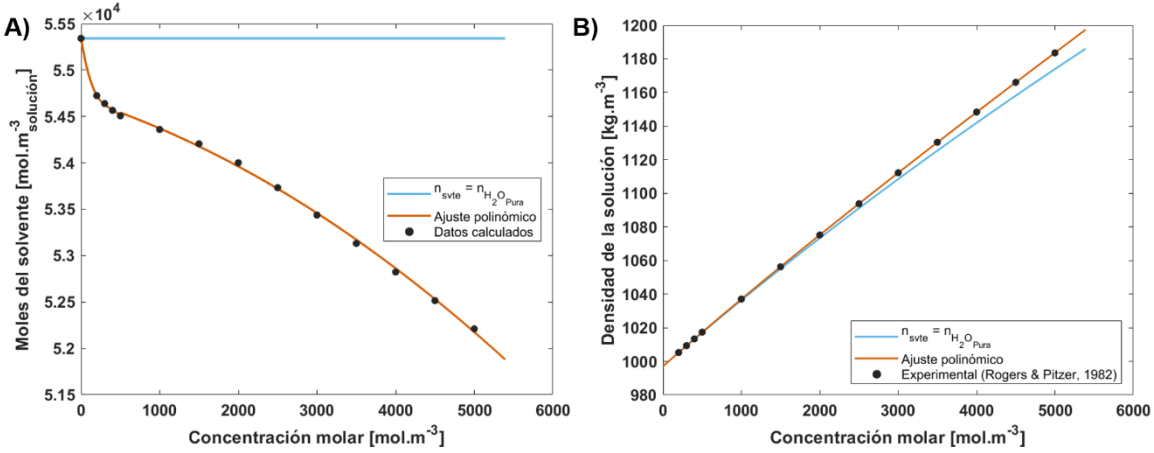 A)
×10⁴
5.55
5.5
5.45
5.4
5.35
5.3
5.25
5.2
5.15
Moles del solvente [mol.m⁻³solución]
n_svte = n_H₂O_Pura
Ajuste polinómico
Datos calculados
0 1000 2000 3000 4000 5000 6000
Concentración molar [mol.m⁻³]
B)
1200
1180
1160
1140
1120
1100
1080
1060
1040
1020
1000
980
Densidad de la solución [kg.m⁻³]
n_svte = n_H₂O_Pura
Ajuste polinómico
Experimental (Rogers & Pitzer, 1982)
0 1000 2000 3000 4000 5000 6000
Concentración molar [mol.m⁻³]